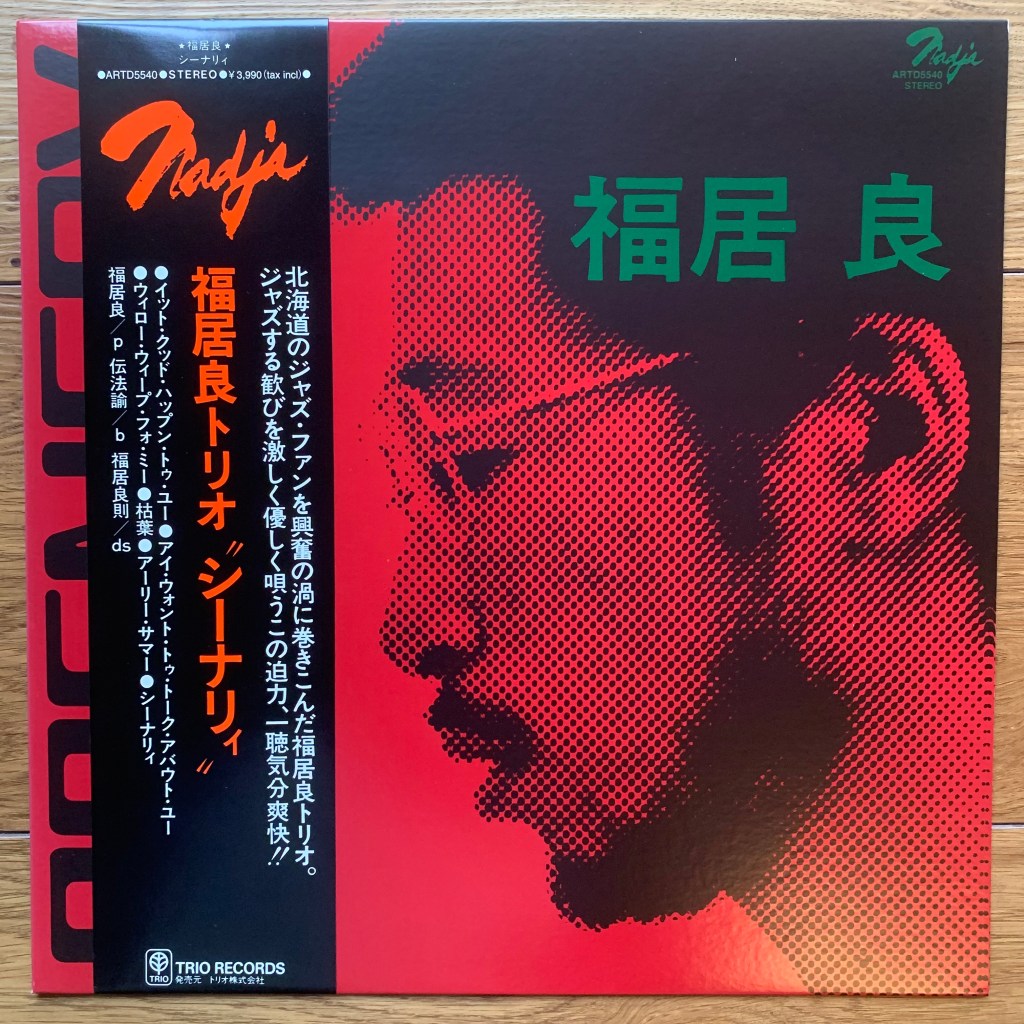 ★福居良★
シーナリィ
●ARTD5540●STEREO●¥3,990(tax incl)●
Nadja
北海道のジャズ・ファンを興奮の渦に巻きこんだ福居良トリオ。
ジャズする歓びを激しく優しく唄うこの迫力、一聴気分爽快!!
福居良トリオ〝シーナリィ〟
●イット・クッド・ハップン・トゥ・ユー●アイ・ウォント・トゥ・トーク・アバウト・ユー
●ウィロー・ウィープ・フォ・ミー●枯葉●アーリー・サマー●シーナリィ
福居良/p 伝法諭/b 福居良則/ds
TRIO
TRIO RECORDS
発売元 トリオ株式会社
Nadja
ARTD5540
STEREO
福居 良